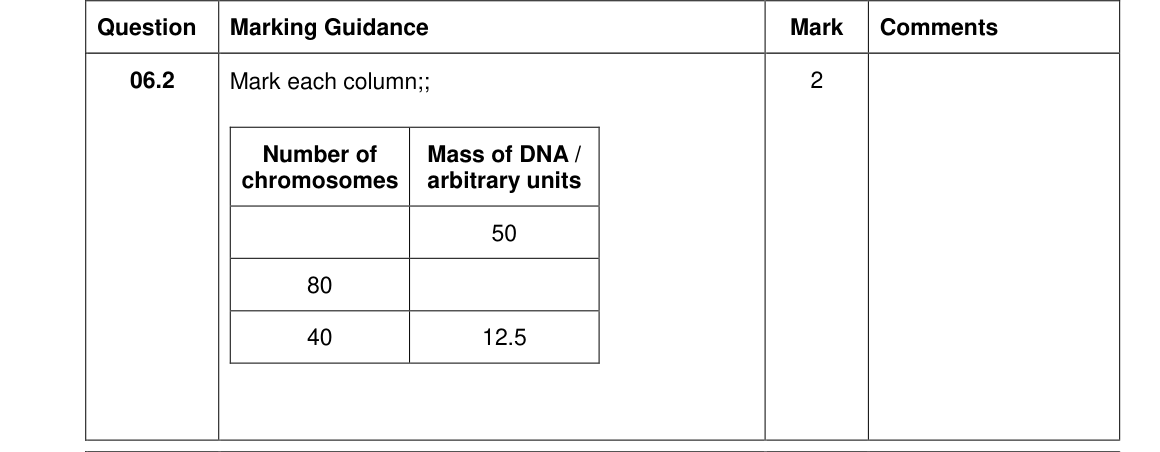 Question Marking Guidance Mark Comments
06.2 Mark each column;; 2
Number of Mass of DNA /
chromosomes arbitrary units
50
80
40 12.5